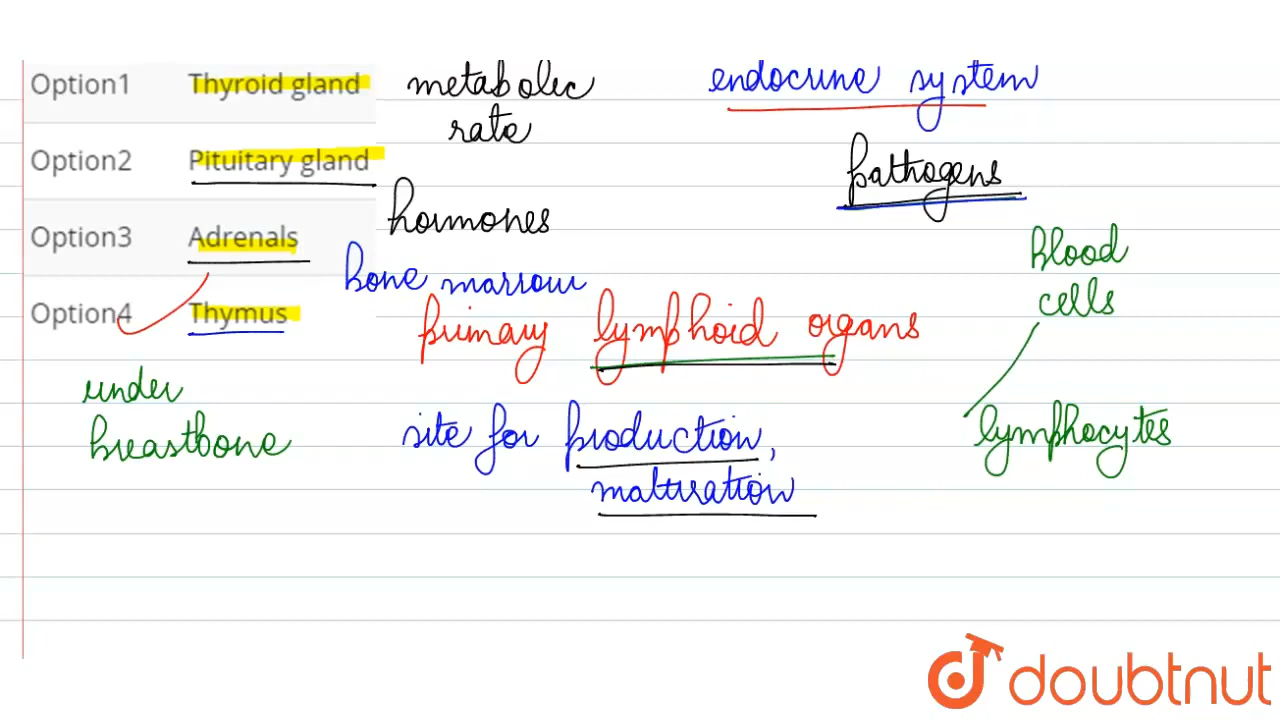 Option1 Thyroid gland metabolic endocrine system
rate
Option2 Pituitary gland pathogens
Option3 Adrenals hormones
blood
cells
bone marrow
Option4 Thymus primary lymphoid organs
under
breastbone site for production, lymphocytes
maturation
doubtnut